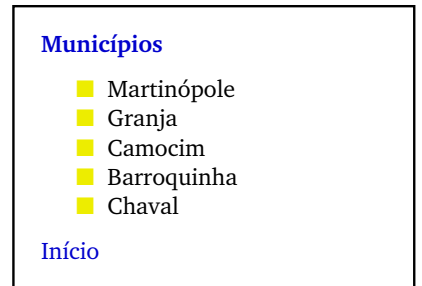 Municípios
Martinópole
Granja
Camocim
Barroquinha
Chaval
Início